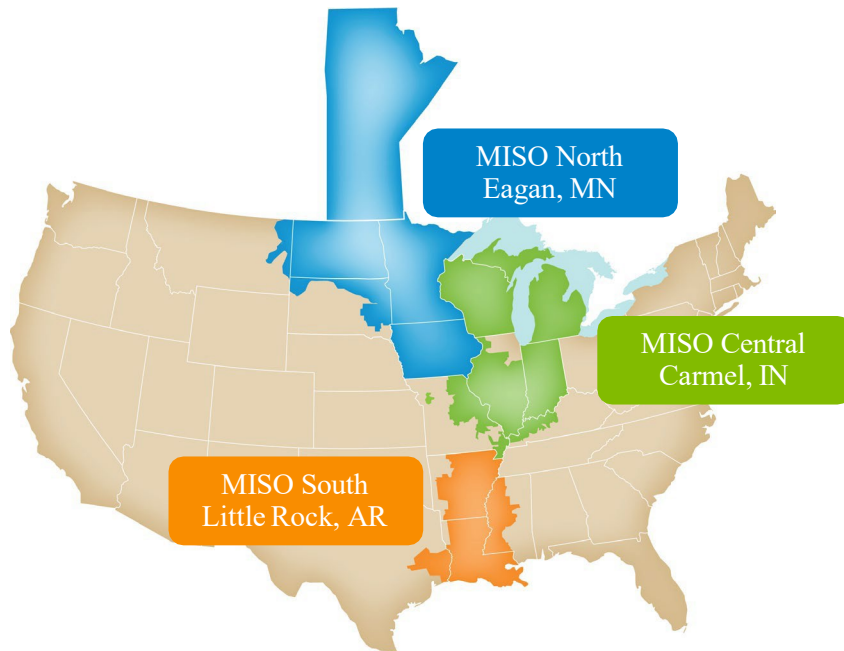 MISO North
Eagan, MN
MISO Central
Carmel, IN
MISO South
Little Rock, AR